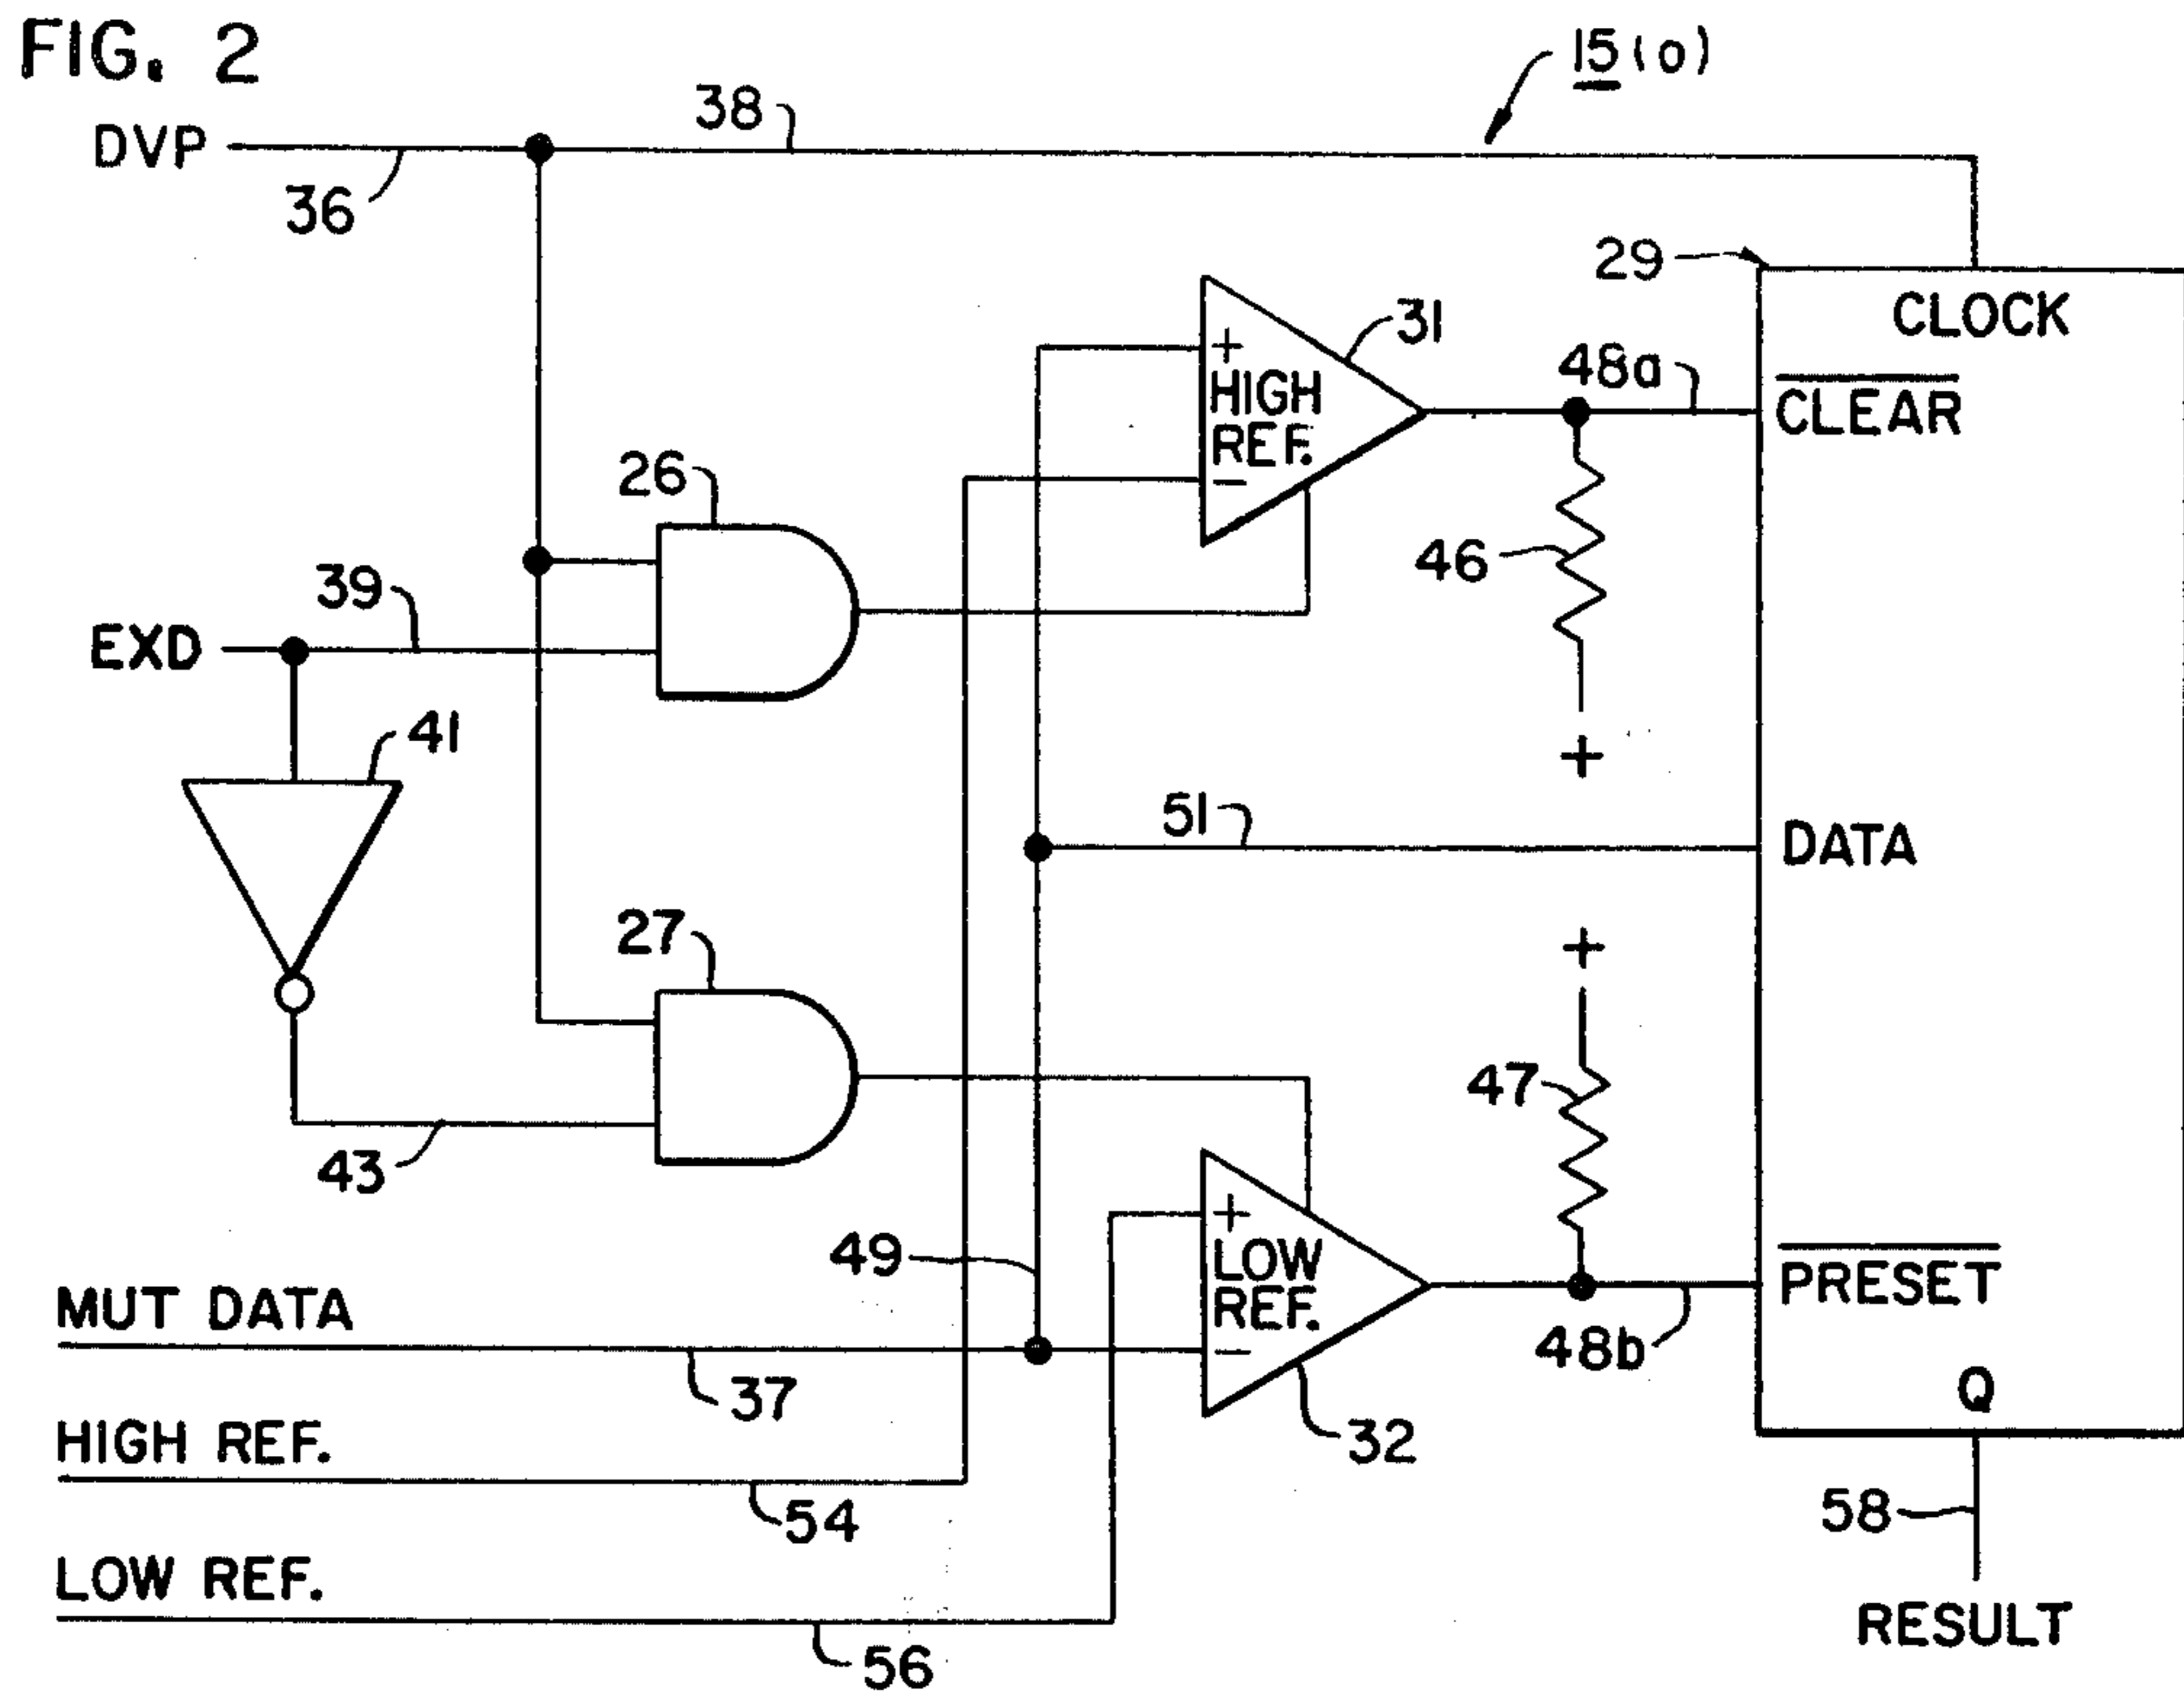 FIG. 2
15(a)
38
DVP
36
29
CLOCK
31
48a
+
HIGH
REF.
−
CLEAR
26
46
39
EXD
41
+
51
DATA
27
+
47
43
+
LOW
REF.
−
49
PRESET
MUT DATA
48b
37
Q
32
HIGH REF.
54
58
LOW REF.
56
RESULT